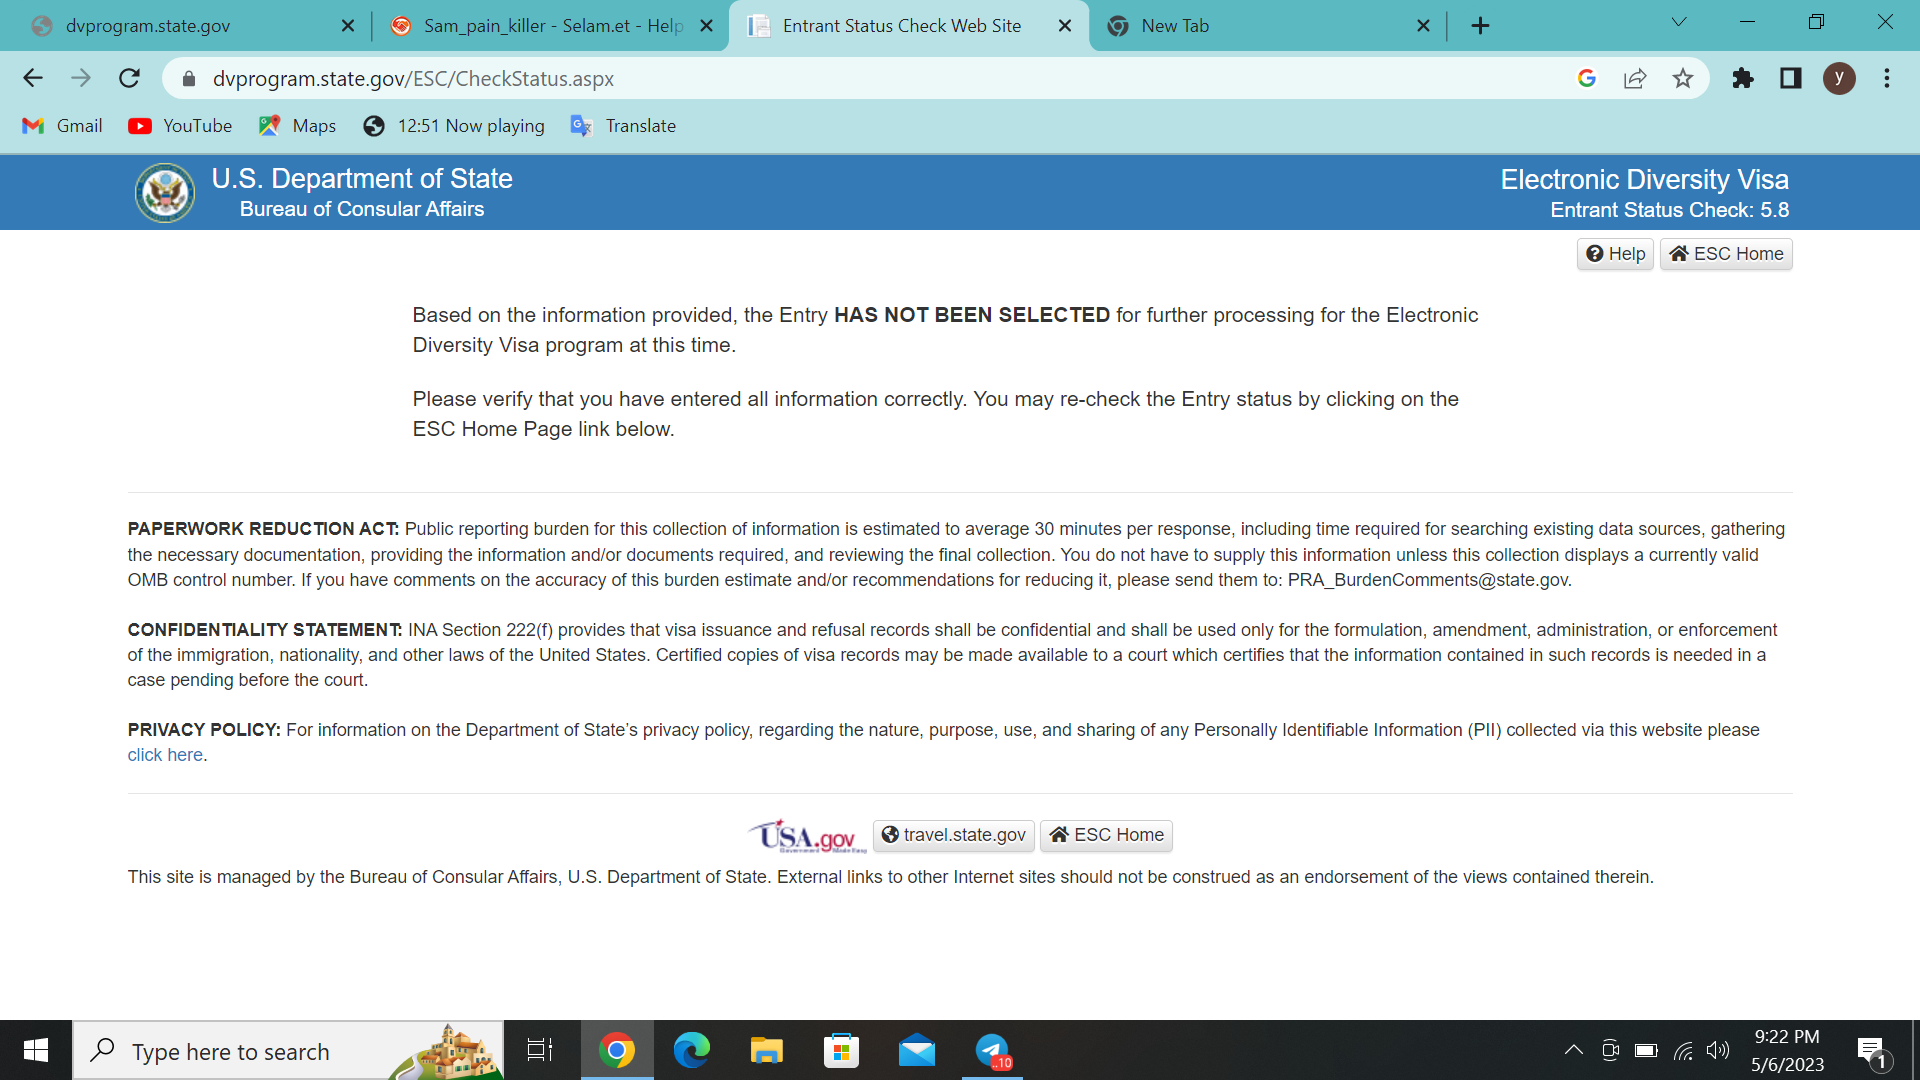 dvprogram.state.gov
Sam_pain_killer - Selam.et - Help
Entrant Status Check Web Site
New Tab
dvprogram.state.gov/ESC/CheckStatus.aspx
y
Gmail
YouTube
Maps
12:51 Now playing
Translate
U.S. Department of State
Bureau of Consular Affairs
Electronic Diversity Visa
Entrant Status Check: 5.8
Help
ESC Home
Based on the information provided, the Entry HAS NOT BEEN SELECTED for further processing for the Electronic
Diversity Visa program at this time.
Please verify that you have entered all information correctly. You may re-check the Entry status by clicking on the
ESC Home Page link below.
PAPERWORK REDUCTION ACT: Public reporting burden for this collection of information is estimated to average 30 minutes per response, including time required for searching existing data sources, gathering
the necessary documentation, providing the information and/or documents required, and reviewing the final collection. You do not have to supply this information unless this collection displays a currently valid
OMB control number. If you have comments on the accuracy of this burden estimate and/or recommendations for reducing it, please send them to: PRA_BurdenComments@state.gov.
CONFIDENTIALITY STATEMENT: INA Section 222(f) provides that visa issuance and refusal records shall be confidential and shall be used only for the formulation, amendment, administration, or enforcement
of the immigration, nationality, and other laws of the United States. Certified copies of visa records may be made available to a court which certifies that the information contained in such records is needed in a
case pending before the court.
PRIVACY POLICY: For information on the Department of State’s privacy policy, regarding the nature, purpose, use, and sharing of any Personally Identifiable Information (PII) collected via this website please
click here.
USA.gov
travel.state.gov
ESC Home
This site is managed by the Bureau of Consular Affairs, U.S. Department of State. External links to other Internet sites should not be construed as an endorsement of the views contained therein.
Type here to search
..10
9:22 PM
5/6/2023
1